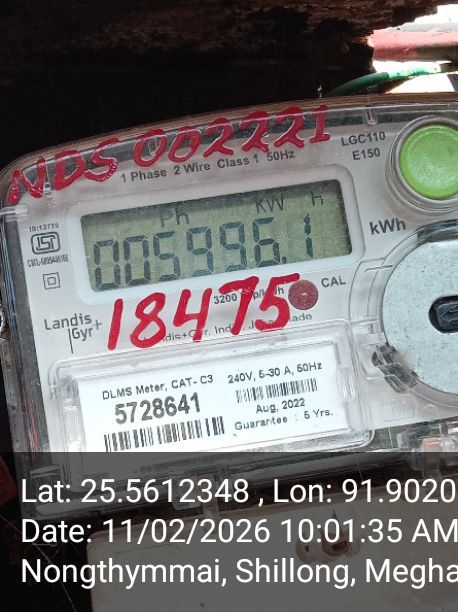 NDS 002221
LGC110
E150
1 Phase 2 Wire Class 1 50Hz
IS:13779
Ph kW h
005996.1
kWh
CAL
3200
18475
Landis
Gyr+
DLMS Meter, CAT- C3
240V, 5-30 A, 50Hz
5728641
Aug, 2022
Guarantee : 5 Yrs.
Lat: 25.5612348 , Lon: 91.9020
Date: 11/02/2026 10:01:35 AM
Nongthymmai, Shillong, Megha